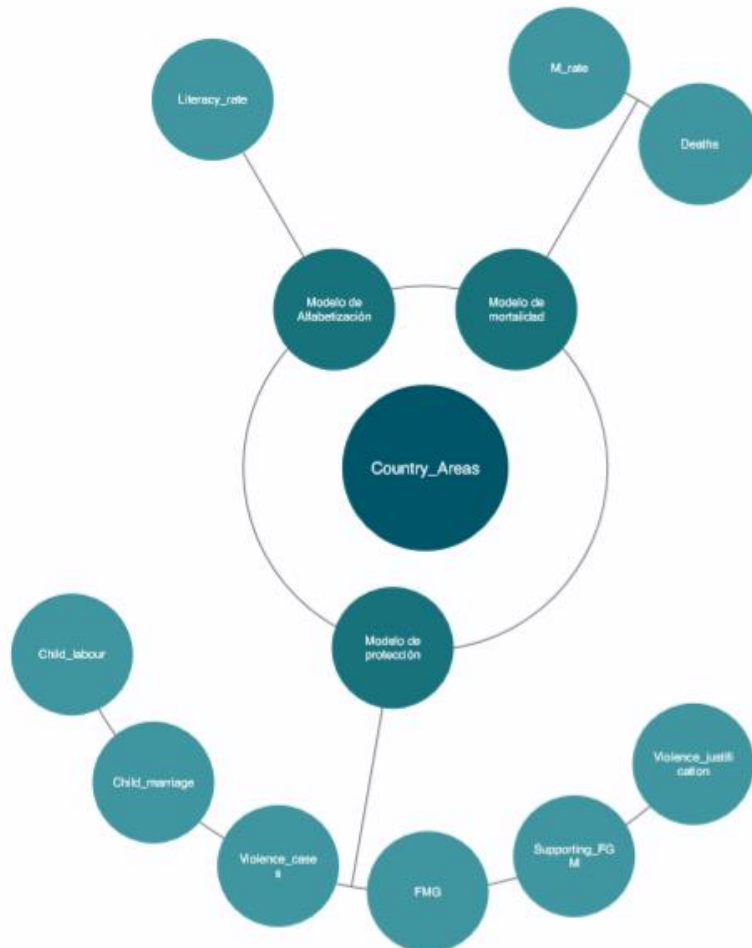 M_rate
Literacy_rate
Deaths
Modelo de
Alfabetización
Modelo de
mortalidad
Country_Areas
Modelo de
protección
Child_labour
Child_marriage
Violence_case
s
FMG
Supporting_FG
M
Violence_justifi
cation